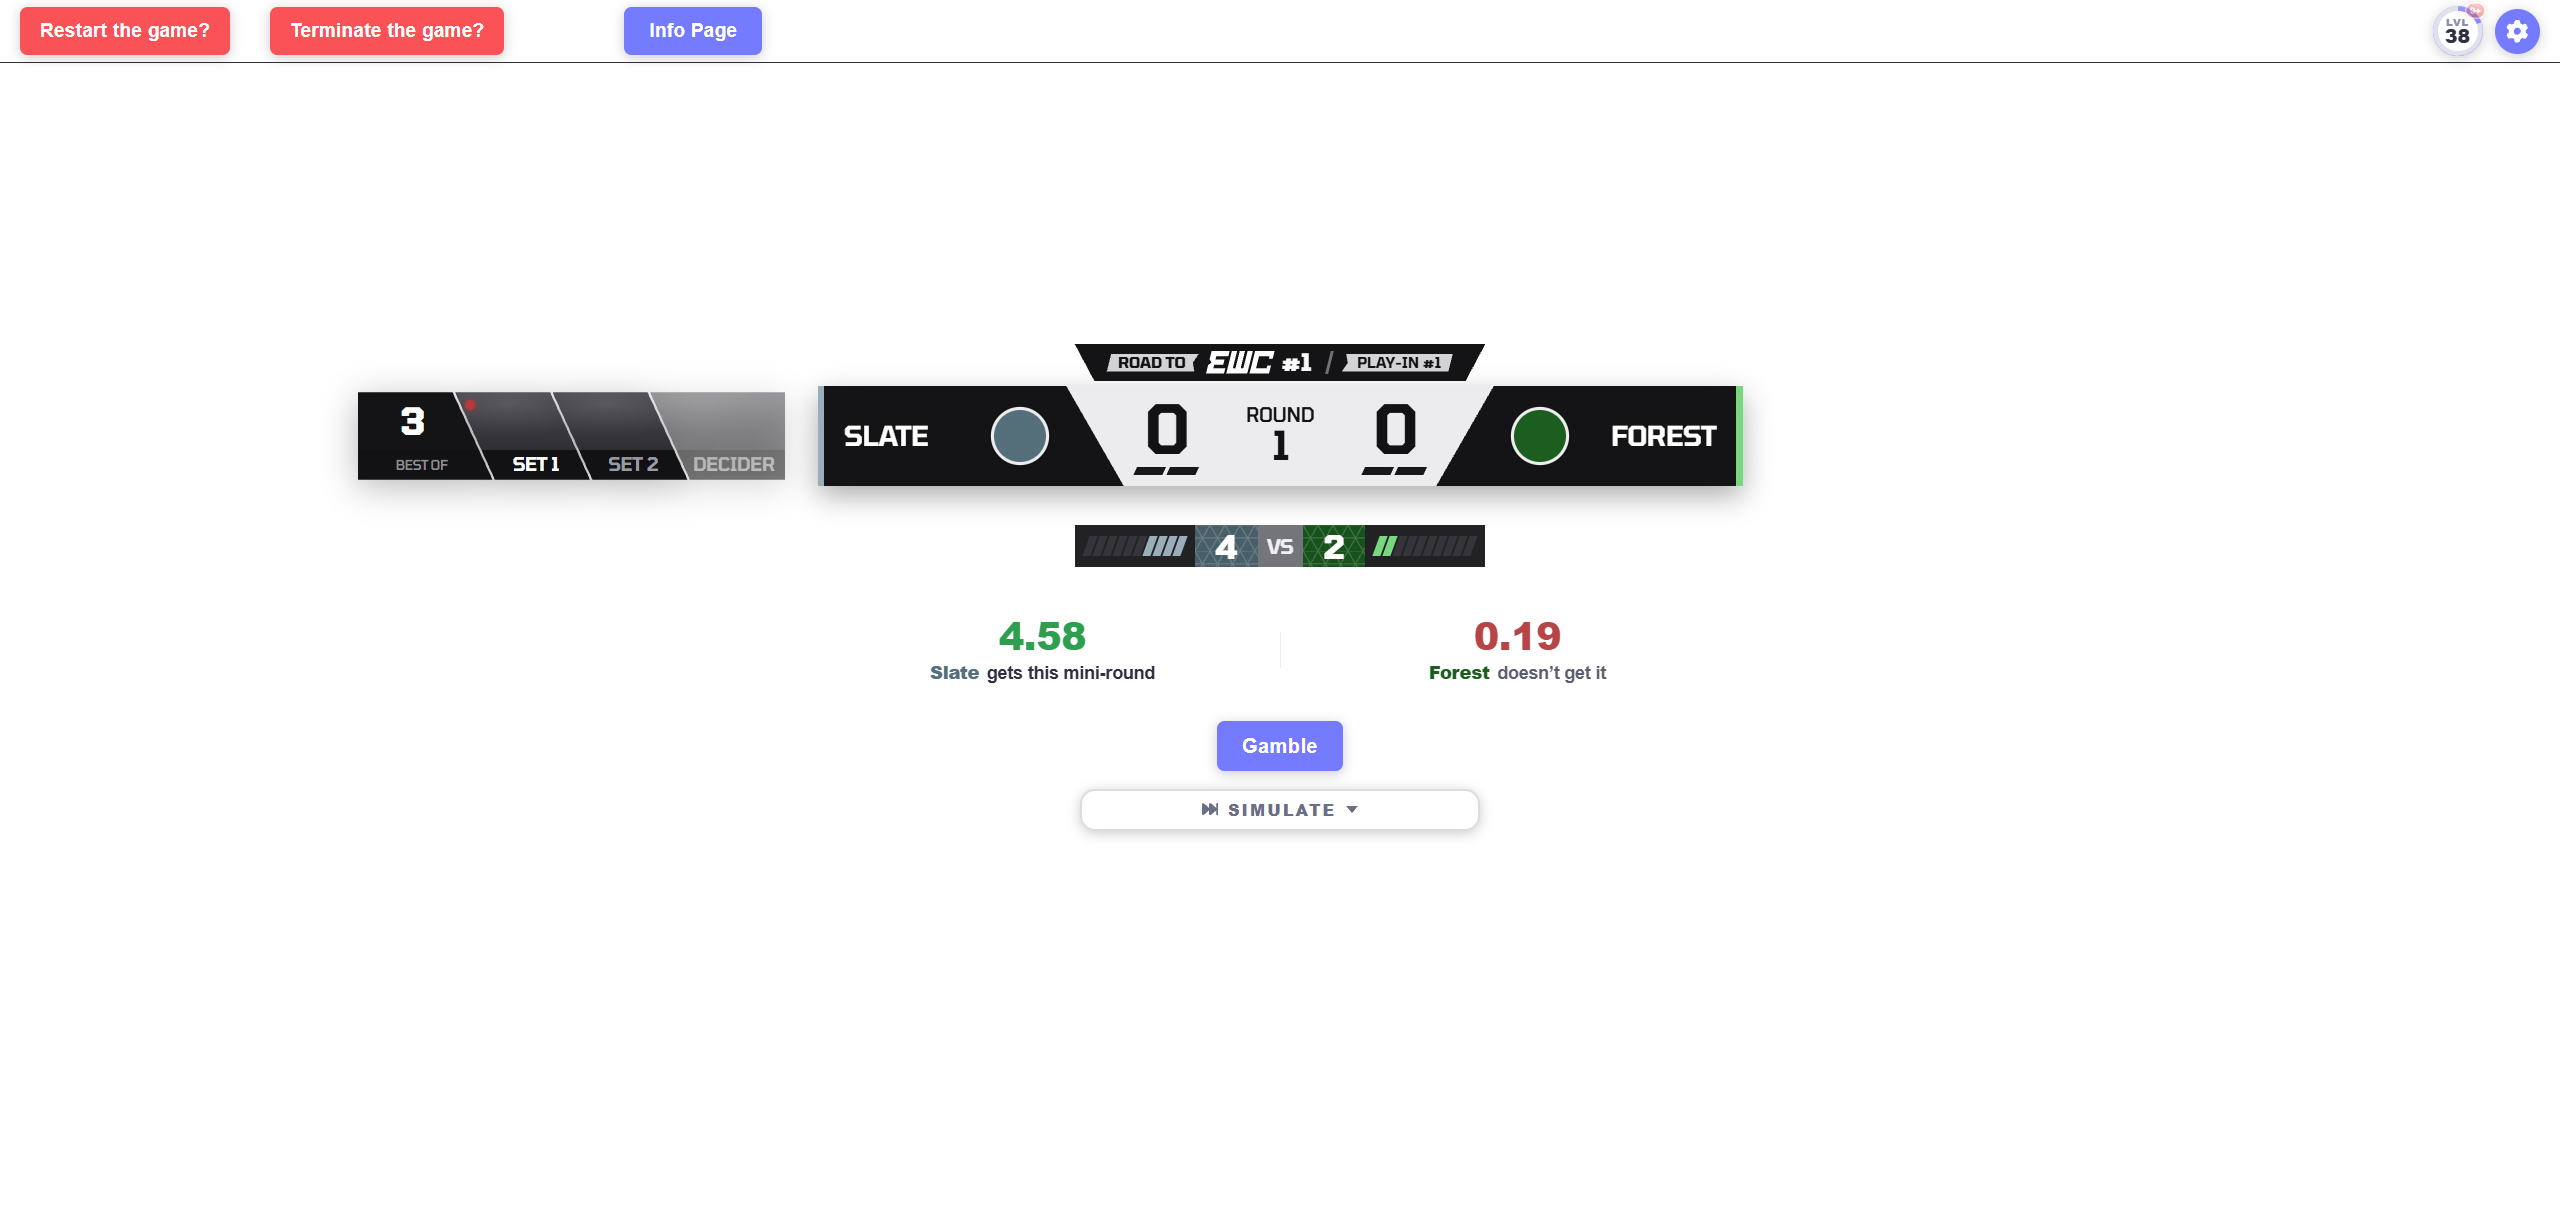 Restart the game?
Terminate the game?
Info Page
LVL
38
9+
ROAD TO EWC #1 / PLAY-IN #1
3
BEST OF
SET 1
SET 2
DECIDER
SLATE
0
ROUND
1
0
FOREST
4 VS 2
4.58
Slate gets this mini-round
0.19
Forest doesn’t get it
Gamble
SIMULATE